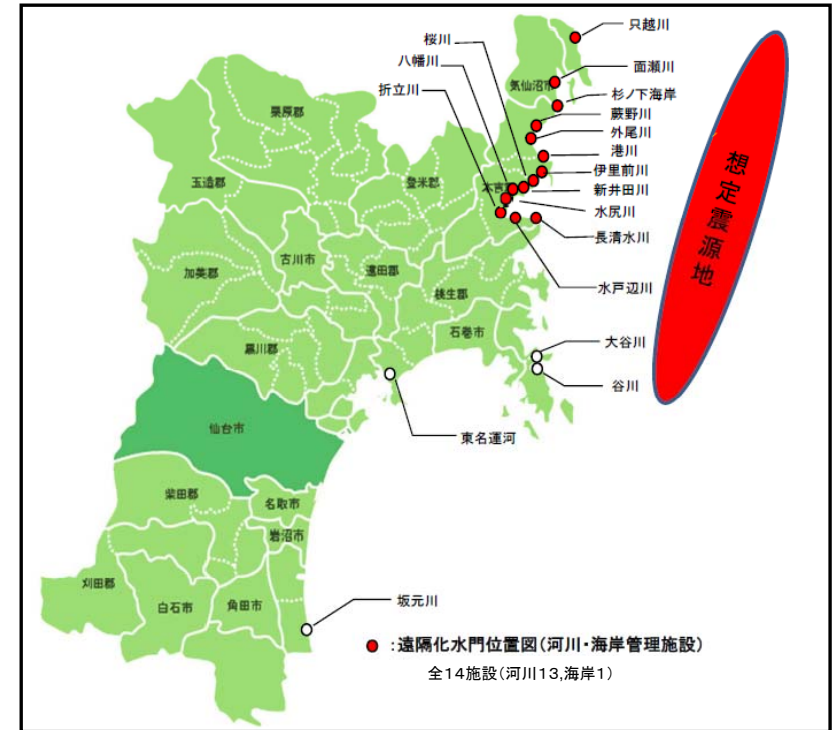 桜川
八幡川
折立川
只越川
面瀬川
杉ノ下海岸
蕨野川
外尾川
港川
伊里前川
新井田川
水尻川
長清水川
水戸辺川
大谷川
谷川
東名運河
坂元川
想定震源地
気仙沼市
栗原郡
玉造郡
登米郡
本吉
加美郡
古川市
遠田郡
桃生郡
石巻市
黒川郡
仙台市
柴田郡
名取市
岩沼市
刈田郡
白石市
角田市
:遠隔化水門位置図(河川・海岸管理施設)
全14施設(河川13,海岸1)